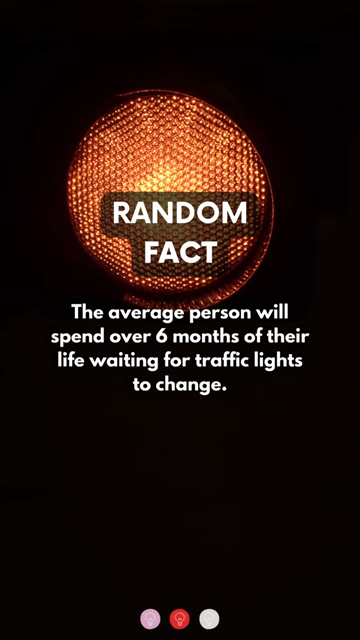 RANDOM
FACT
The average person will
spend over 6 months of their
life waiting for traffic lights
to change.